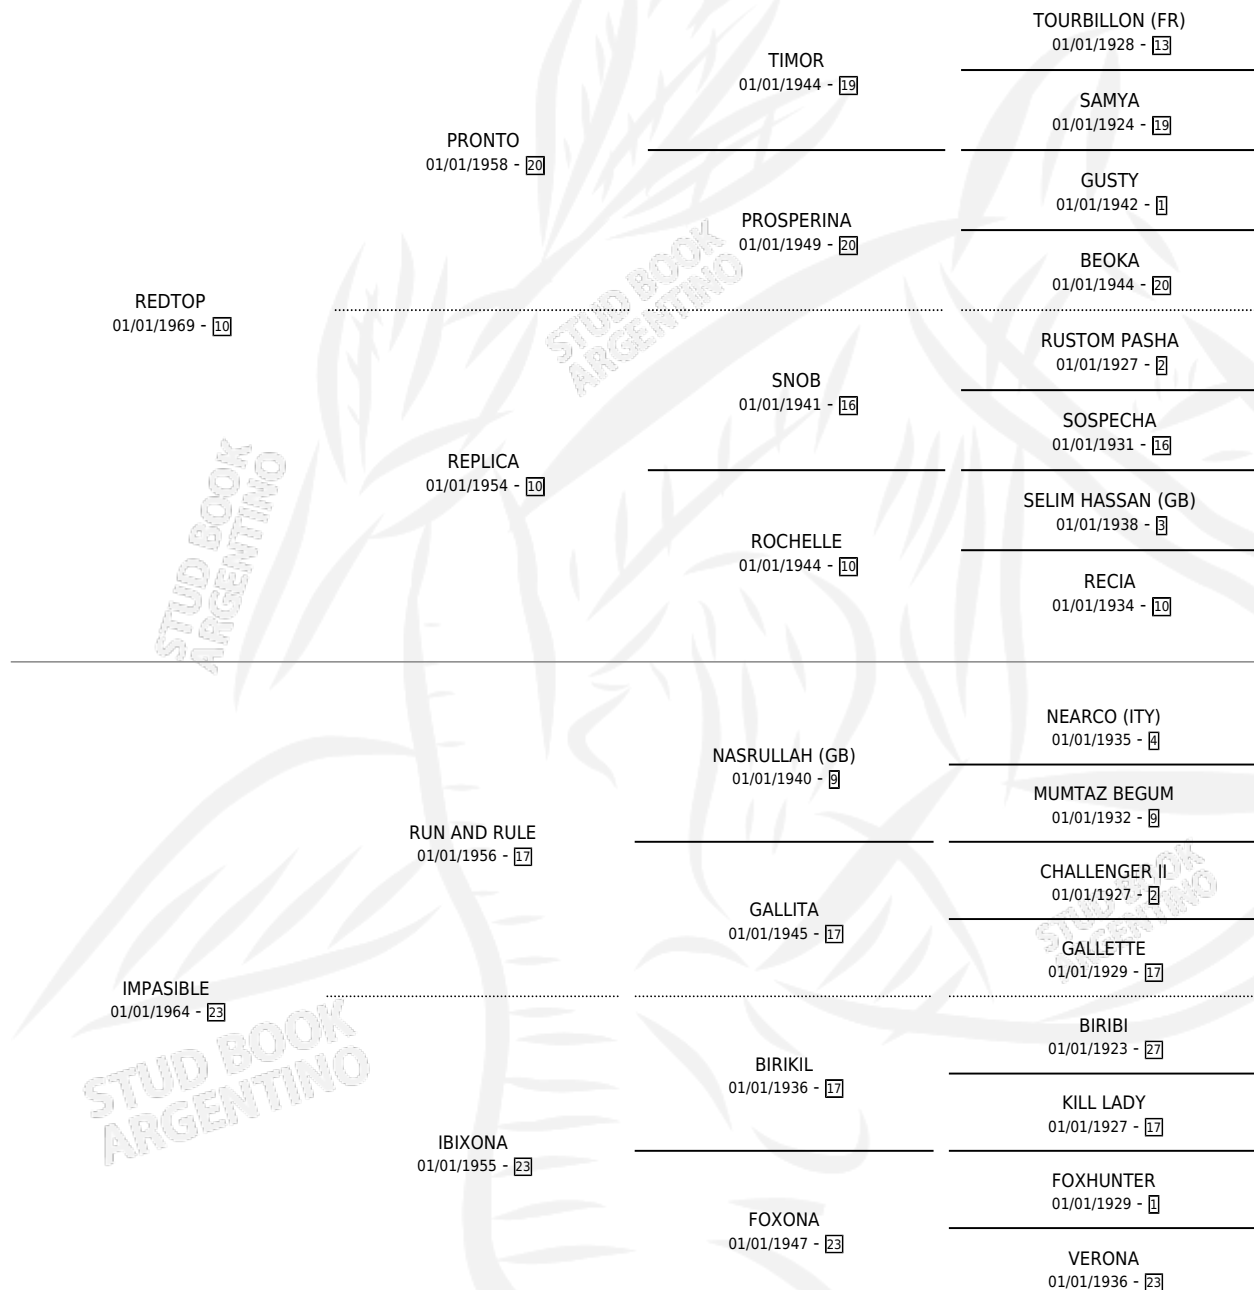 TOURBILLON (FR)
01/01/1928 - 13
TIMOR
01/01/1944 - 19
SAMYA
01/01/1924 - 19
PRONTO
01/01/1958 - 20
GUSTY
01/01/1942 - 1
PROSPERINA
01/01/1949 - 20
BEOKA
01/01/1944 - 20
REDTOP
01/01/1969 - 10
RUSTOM PASHA
01/01/1927 - 2
SNOB
01/01/1941 - 16
SOSPECHA
01/01/1931 - 16
REPLICA
01/01/1954 - 10
SELIM HASSAN (GB)
01/01/1938 - 3
ROCHELLE
01/01/1944 - 10
RECIA
01/01/1934 - 10
NEARCO (ITY)
01/01/1935 - 4
NASRULLAH (GB)
01/01/1940 - 9
MUMTAZ BEGUM
01/01/1932 - 9
RUN AND RULE
01/01/1956 - 17
CHALLENGER II
01/01/1927 - 2
GALLITA
01/01/1945 - 17
GALLETTE
01/01/1929 - 17
IMPASIBLE
01/01/1964 - 23
BIRIBI
01/01/1923 - 27
BIRIKIL
01/01/1936 - 17
KILL LADY
01/01/1927 - 17
IBIXONA
01/01/1955 - 23
FOXHUNTER
01/01/1929 - 1
FOXONA
01/01/1947 - 23
VERONA
01/01/1936 - 23
STUD BOOK
ARGENTINO
STUD BOOK
ARGENTINO
STUD BOOK
ARGENTINO
STUD BOOK
ARGENTINO